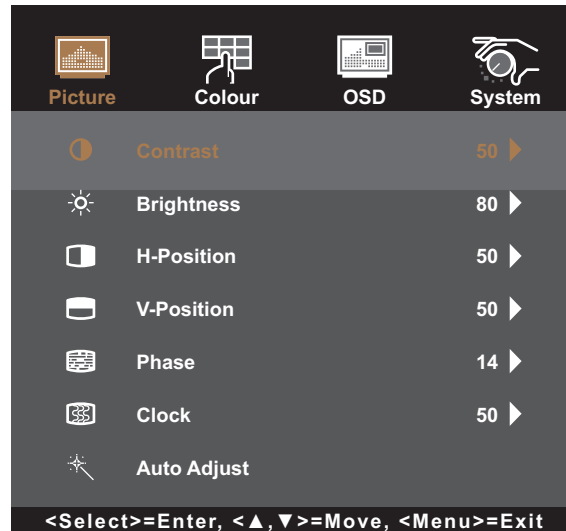 Picture Colour OSD System
Contrast 50
Brightness 80
H-Position 50
V-Position 50
Phase 14
Clock 50
Auto Adjust
<Select>=Enter, <▲,▼>=Move, <Menu>=Exit